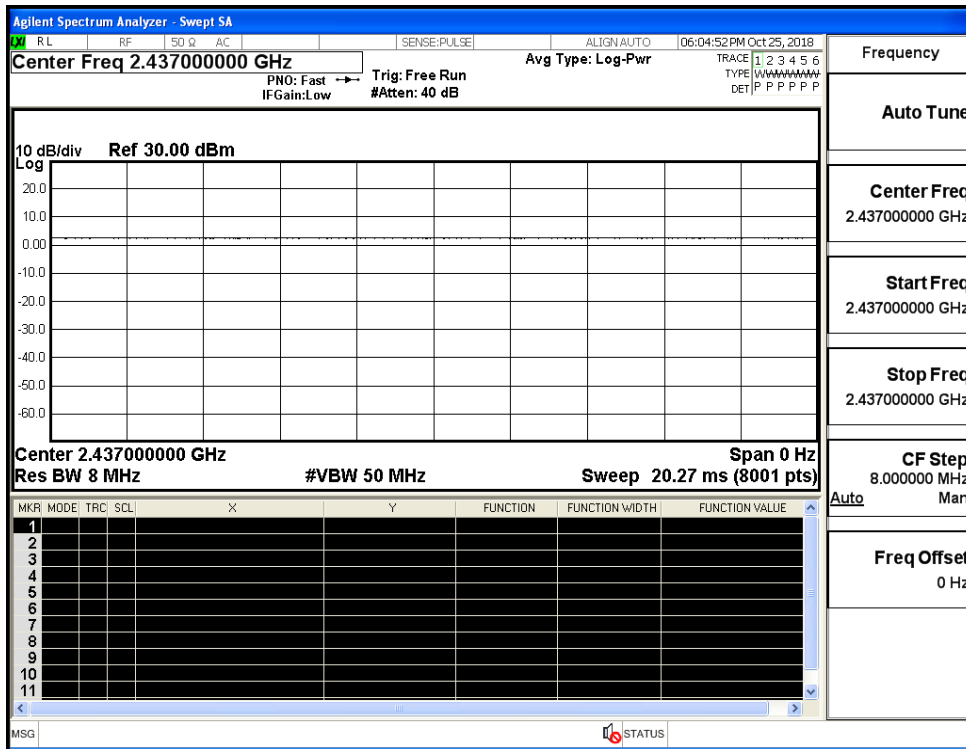 Agilent Spectrum Analyzer - Swept SA
LXI RL RF 50 Ω AC SENSE:PULSE ALIGNAUTO 06:04:52 PM Oct 25, 2018
Center Freq 2.437000000 GHz
PNO: Fast
IFGain:Low
Trig: Free Run
#Atten: 40 dB
Avg Type: Log-Pwr
TRACE 1 2 3 4 5 6
TYPE WWWWWW
DET P P P P P P
10 dB/div Ref 30.00 dBm
Log
20.0
10.0
0.00
-10.0
-20.0
-30.0
-40.0
-50.0
-60.0
Center 2.437000000 GHz Span 0 Hz
Res BW 8 MHz #VBW 50 MHz Sweep 20.27 ms (8001 pts)
MKR MODE TRC SCL X Y FUNCTION FUNCTION WIDTH FUNCTION VALUE
1
2
3
4
5
6
7
8
9
10
11
MSG STATUS
Frequency
Auto Tune
Center Freq
2.437000000 GHz
Start Freq
2.437000000 GHz
Stop Freq
2.437000000 GHz
CF Step
8.000000 MHz
Auto Man
Freq Offset
0 Hz